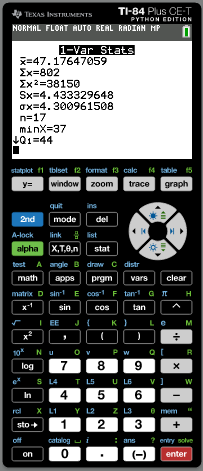 TEXAS INSTRUMENTS TI-84 Plus CE-T
PYTHON EDITION
NORMAL FLOAT AUTO REAL RADIAN MP
1-Var Stats
x̄=47.17647059
Σx=802
Σx²=38150
Sx=4.433329648
σx=4.300961508
n=17
minX=37
↓Q₁=44
statplot f1 tblset f2 format f3 calc f4 table f5
y= window zoom trace graph
quit ins
2nd mode del
A-lock link list
alpha X,T,θ,n stat
test A angle B draw C distr
math apps prgm vars clear
matrix D sin⁻¹ E cos⁻¹ F tan⁻¹ G π H
x⁻¹ sin cos tan ^
√ I EE J { K } L e M
x² , ( ) ÷
10ˣ N u O v P w Q [ R
log 7 8 9 ×
eˣ S L4 T L5 U L6 V ] W
ln 4 5 6 −
rcl X L1 Y L2 Z L3 θ mem "
sto→ 1 2 3 +
off catalog ␣ i : ans ? entry solve
on 0 . (−) enter